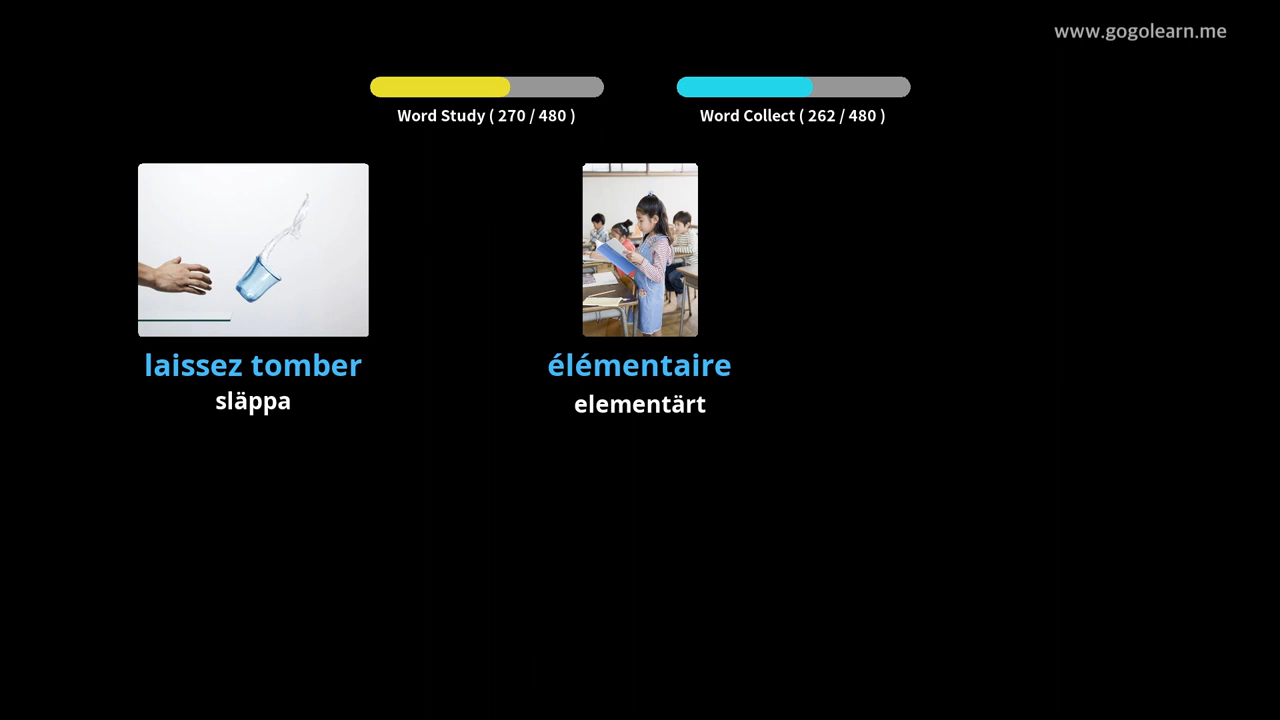 www.gogolearn.me
Word Study ( 270 / 480 )
Word Collect ( 262 / 480 )
laissez tomber
släppa
élémentaire
elementärt